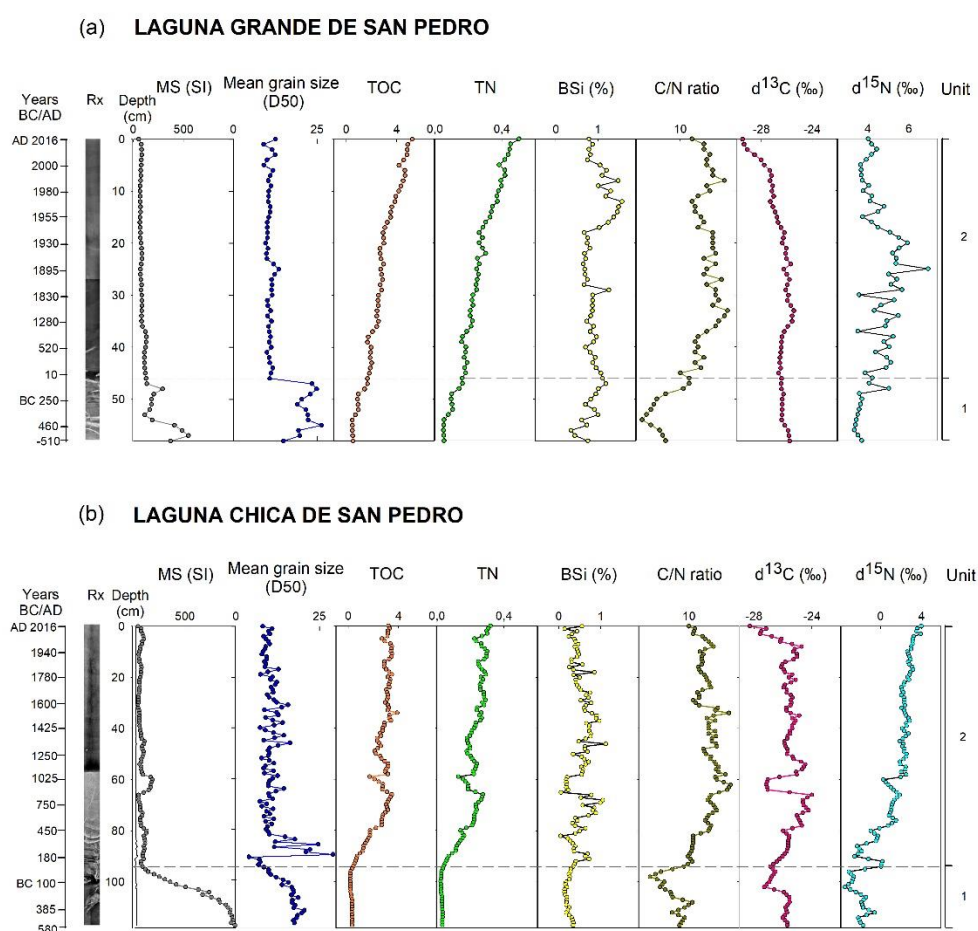 (a) LAGUNA GRANDE DE SAN PEDRO
MS (SI) Mean grain size (D50) TOC TN BSi (%) C/N ratio d¹³C (‰) d¹⁵N (‰) Unit
Years BC/AD Rx Depth (cm)
500 0 25 0 4 0,0 0,4 0 1 10 -28 -24 4 6
AD 2016 0
2000
1980 10
1955
1930 20
1895
1830 30
1280
520 40
10
BC 250 50
460
-510
2
1
(b) LAGUNA CHICA DE SAN PEDRO
MS (SI) Mean grain size (D50) TOC TN BSi (%) C/N ratio d¹³C (‰) d¹⁵N (‰) Unit
Years BC/AD Rx Depth (cm)
500 0 25 0 4 0,0 0,4 0 1 10 -28 -24 0 4
AD 2016 0
1940
1780 20
1600
1425 40
1250
1025 60
750
450 80
180
BC 100 100
385
580
2
1